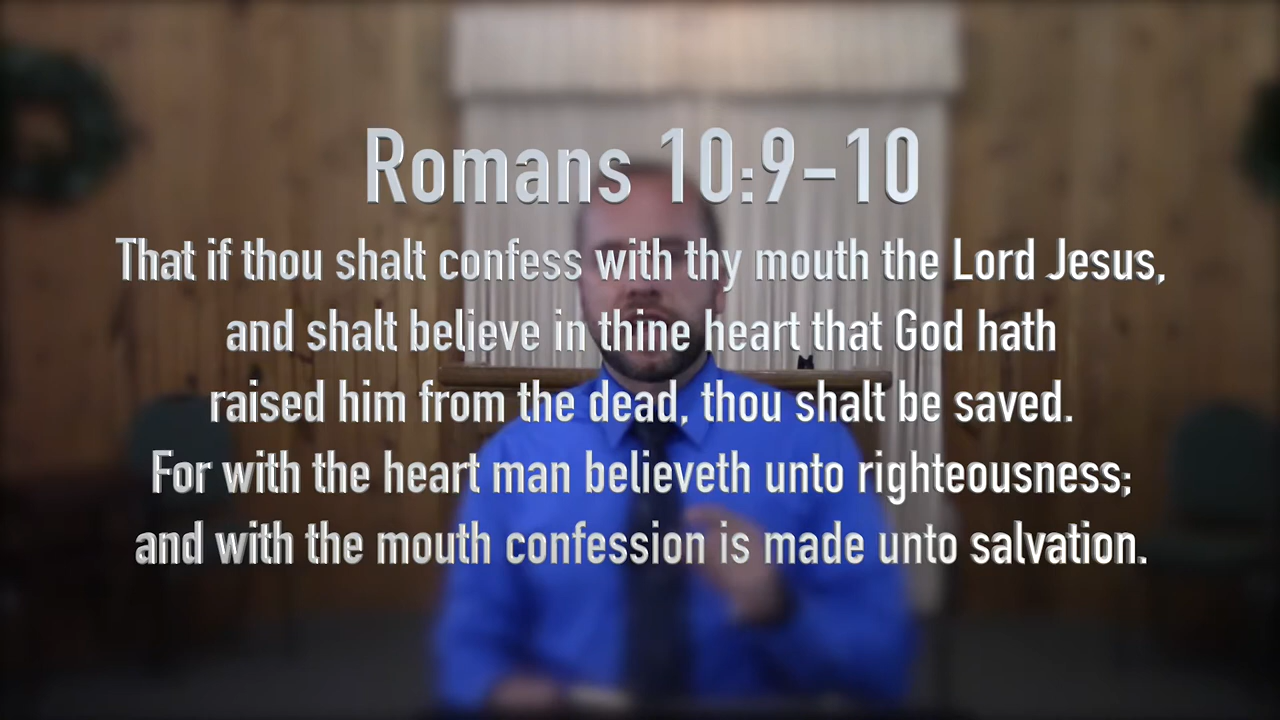 Romans 10:9-10
That if thou shalt confess with thy mouth the Lord Jesus,
and shalt believe in thine heart that God hath
raised him from the dead, thou shalt be saved.
For with the heart man believeth unto righteousness;
and with the mouth confession is made unto salvation.